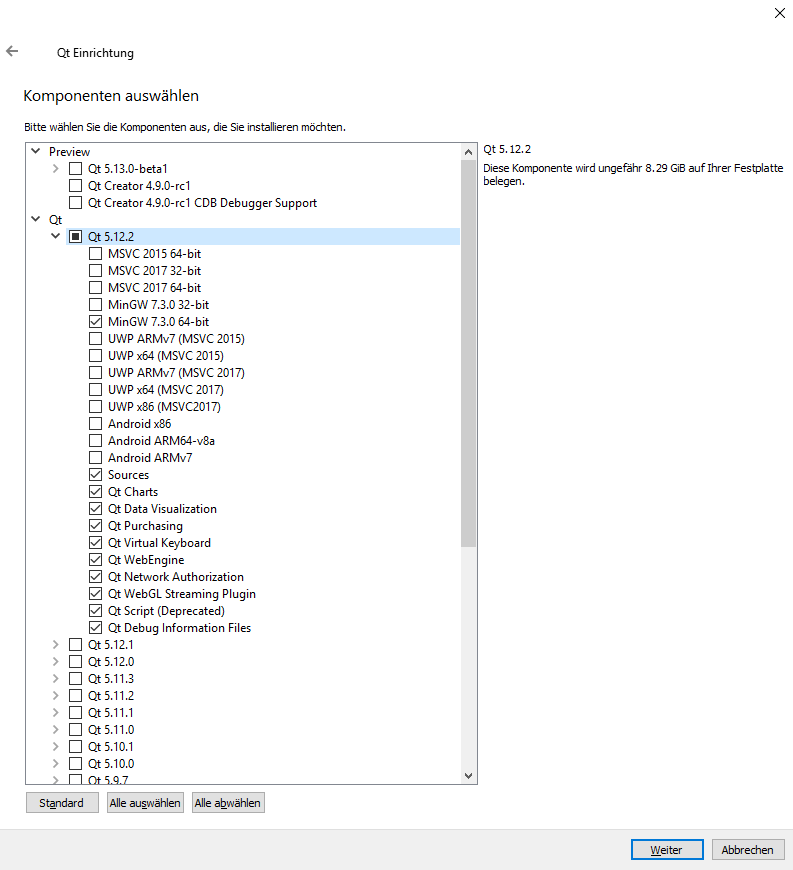 Qt Einrichtung
Komponenten auswählen
Bitte wählen Sie die Komponenten aus, die Sie installieren möchten.
Preview
Qt 5.13.0-beta1
Qt Creator 4.9.0-rc1
Qt Creator 4.9.0-rc1 CDB Debugger Support
Qt
Qt 5.12.2
MSVC 2015 64-bit
MSVC 2017 32-bit
MSVC 2017 64-bit
MinGW 7.3.0 32-bit
MinGW 7.3.0 64-bit
UWP ARMv7 (MSVC 2015)
UWP x64 (MSVC 2015)
UWP ARMv7 (MSVC 2017)
UWP x64 (MSVC 2017)
UWP x86 (MSVC2017)
Android x86
Android ARM64-v8a
Android ARMv7
Sources
Qt Charts
Qt Data Visualization
Qt Purchasing
Qt Virtual Keyboard
Qt WebEngine
Qt Network Authorization
Qt WebGL Streaming Plugin
Qt Script (Deprecated)
Qt Debug Information Files
Qt 5.12.1
Qt 5.12.0
Qt 5.11.3
Qt 5.11.2
Qt 5.11.1
Qt 5.11.0
Qt 5.10.1
Qt 5.10.0
Qt 5.9.7
Qt 5.12.2
Diese Komponente wird ungefähr 8.29 GiB auf Ihrer Festplatte
belegen.
Standard
Alle auswählen
Alle abwählen
Weiter
Abbrechen